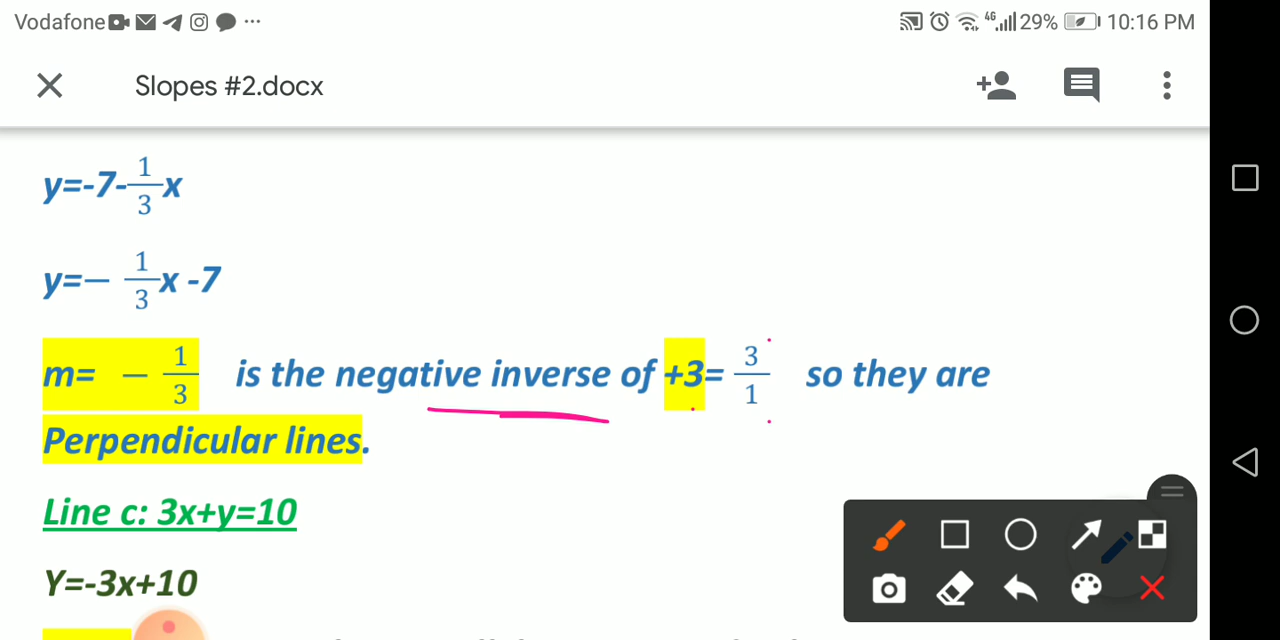 Vodafone ... 4G 29% 10:16 PM
Slopes #2.docx
y=-7-1/3x
y=− 1/3x -7
m= − 1/3 is the negative inverse of +3= 3/1 so they are
Perpendicular lines.
Line c: 3x+y=10
Y=-3x+10